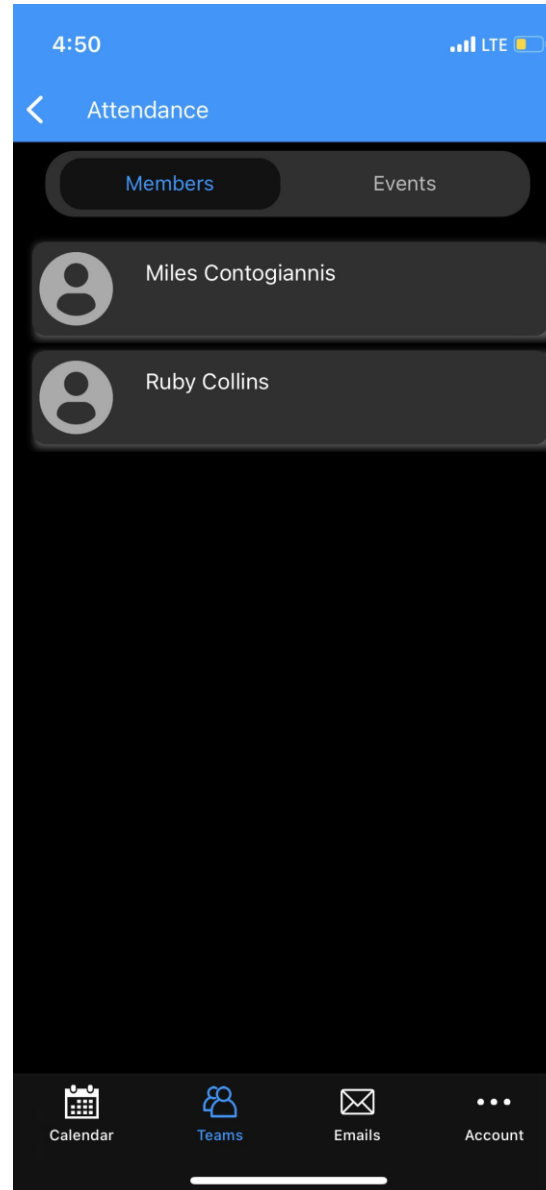 4:50 LTE
Attendance
Members Events
Miles Contogiannis
Ruby Collins
Calendar Teams Emails Account